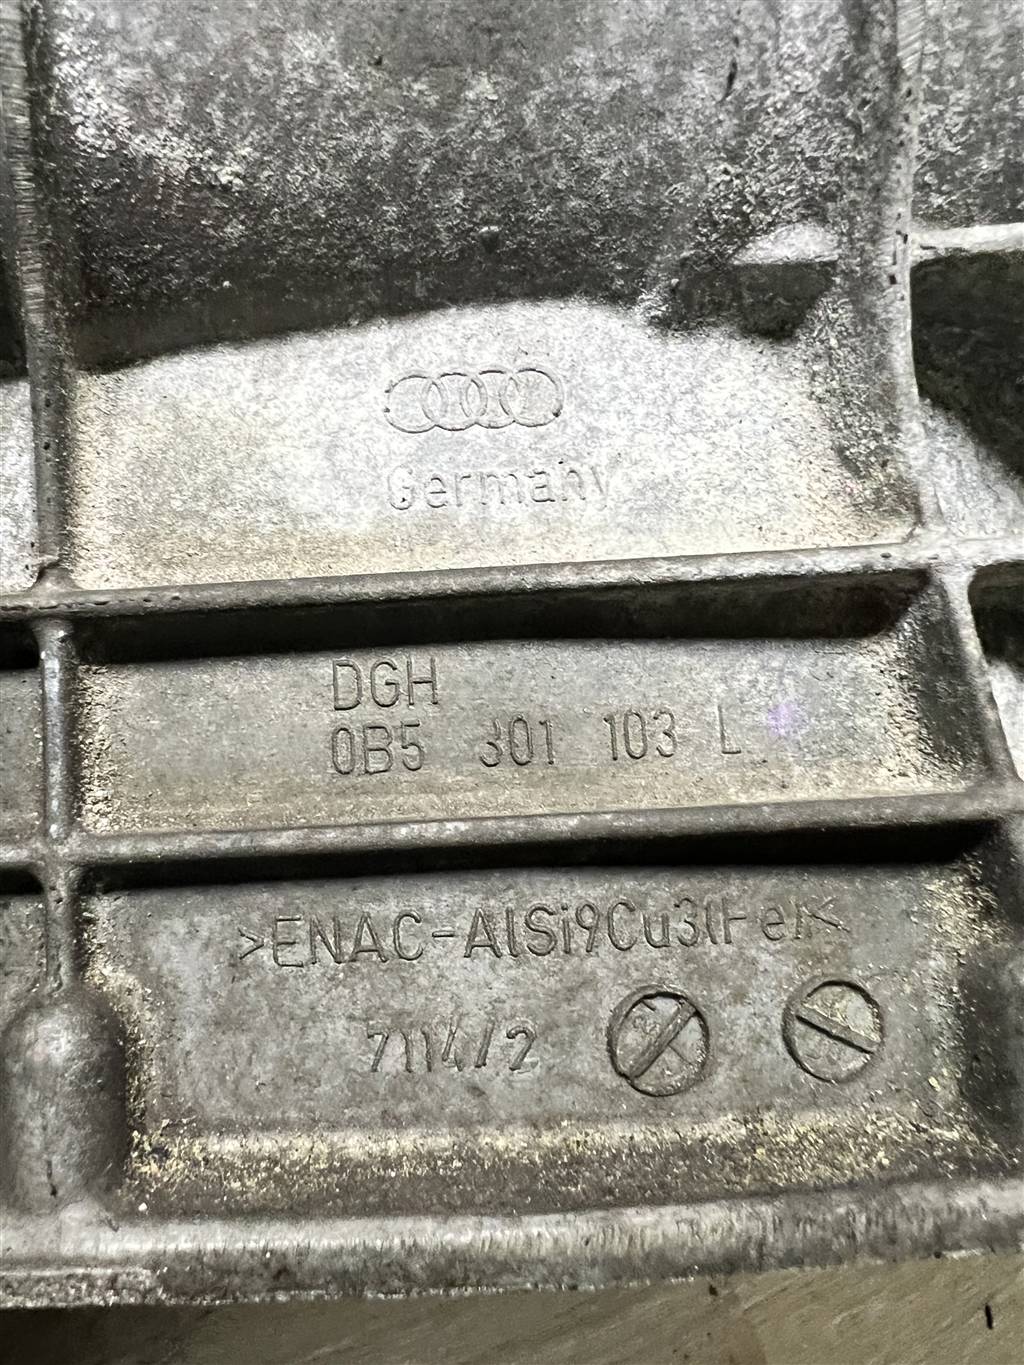 Germany
DGH
0B5 301 103 L
>ENAC-AlSi9Cu3(Fe)<
7114/2